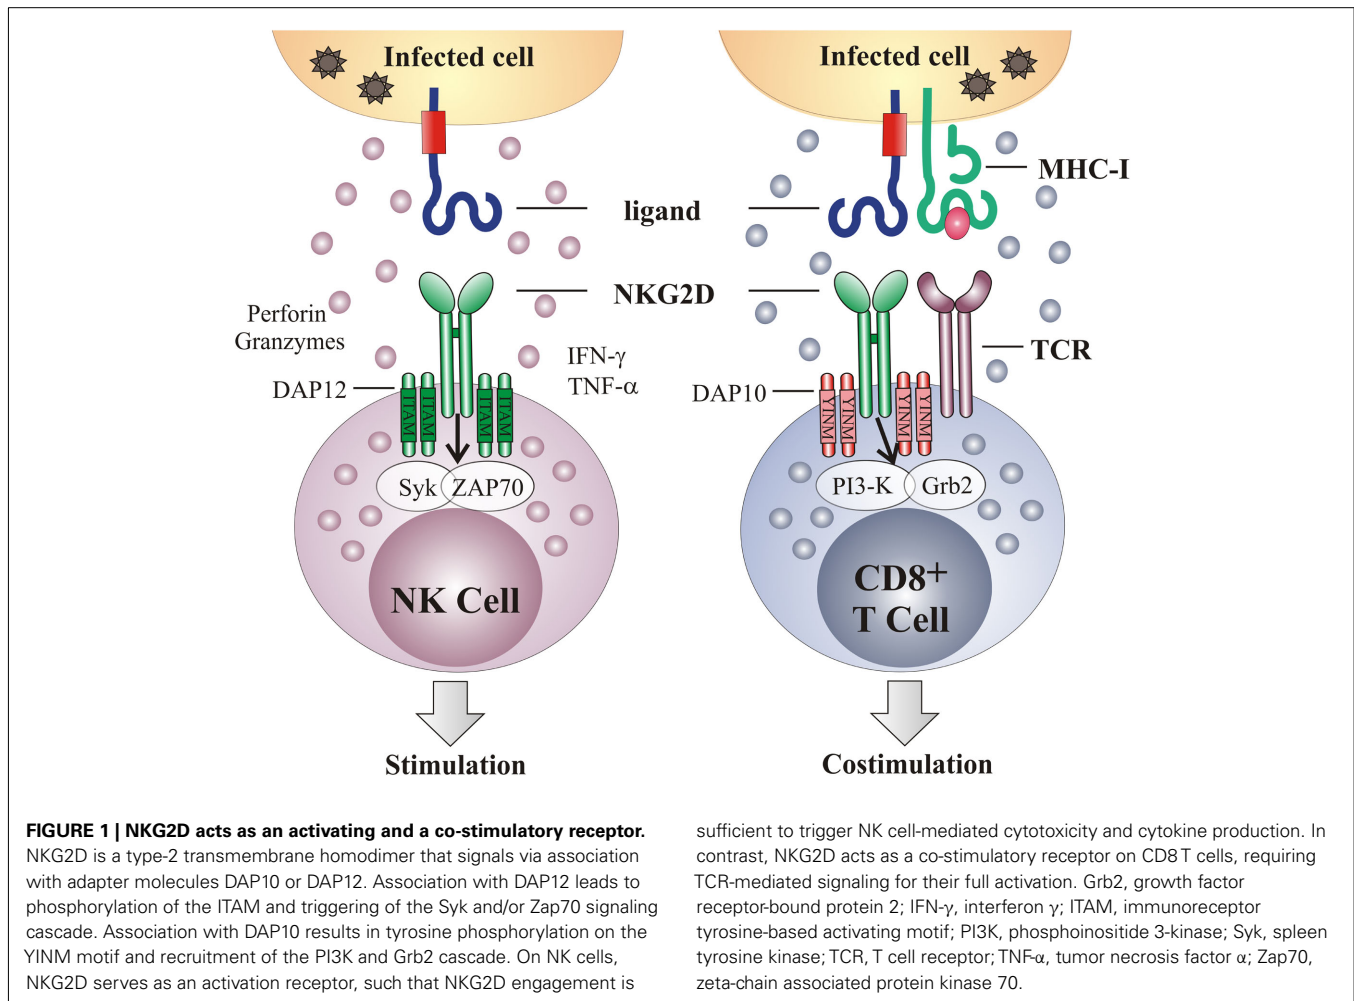 Infected cell
Infected cell
MHC-I
ligand
NKG2D
Perforin
Granzymes
IFN-γ
TNF-α
TCR
DAP12
DAP10
ITAM
ITAM
ITAM
ITAM
YINM
YINM
YINM
YINM
Syk
ZAP70
PI3-K
Grb2
NK Cell
CD8+
T Cell
Stimulation
Costimulation
FIGURE 1 | NKG2D acts as an activating and a co-stimulatory receptor.
NKG2D is a type-2 transmembrane homodimer that signals via association
with adapter molecules DAP10 or DAP12. Association with DAP12 leads to
phosphorylation of the ITAM and triggering of the Syk and/or Zap70 signaling
cascade. Association with DAP10 results in tyrosine phosphorylation on the
YINM motif and recruitment of the PI3K and Grb2 cascade. On NK cells,
NKG2D serves as an activation receptor, such that NKG2D engagement is
sufficient to trigger NK cell-mediated cytotoxicity and cytokine production. In
contrast, NKG2D acts as a co-stimulatory receptor on CD8 T cells, requiring
TCR-mediated signaling for their full activation. Grb2, growth factor
receptor-bound protein 2; IFN-γ, interferon γ; ITAM, immunoreceptor
tyrosine-based activating motif; PI3K, phosphoinositide 3-kinase; Syk, spleen
tyrosine kinase; TCR, T cell receptor; TNF-α, tumor necrosis factor α; Zap70,
zeta-chain associated protein kinase 70.